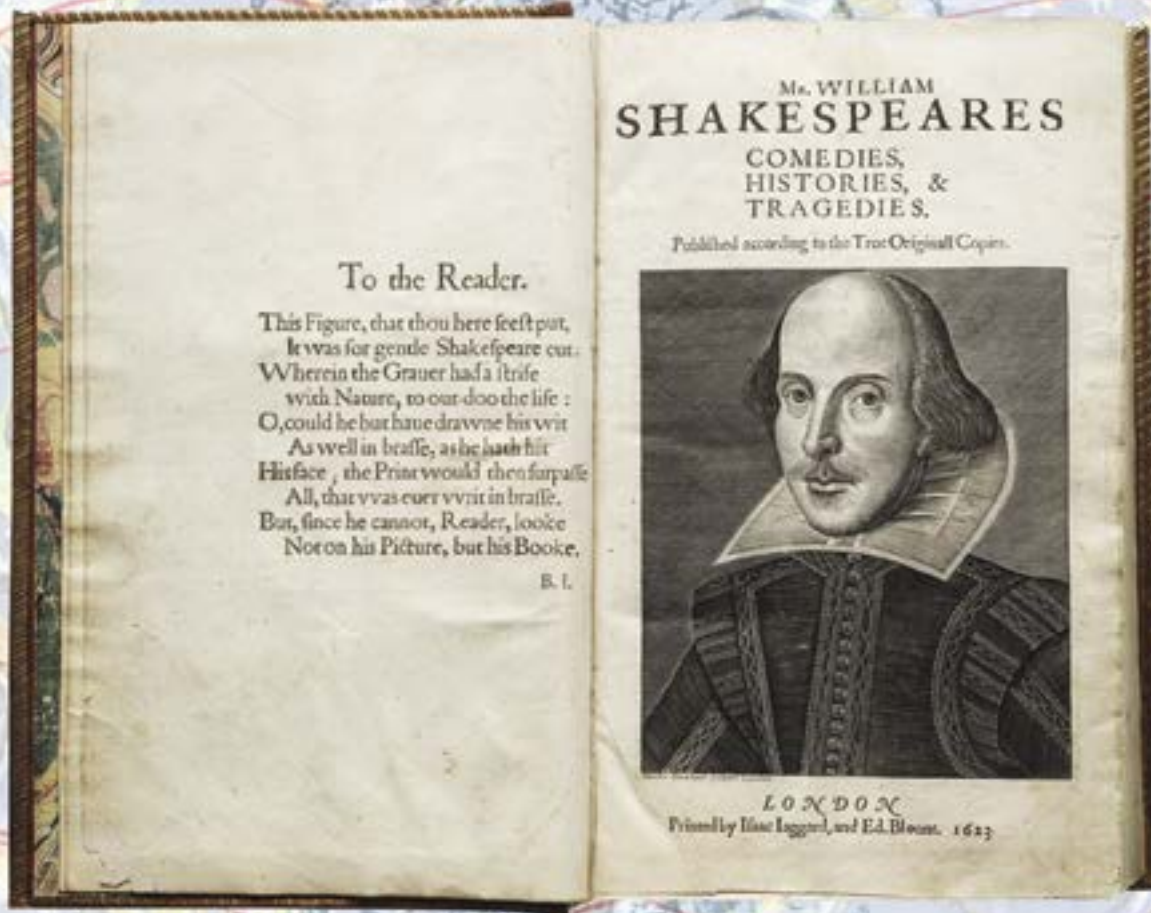 To the Reader.
This Figure, that thou here seeſt put,
It was for gentle Shakeſpeare cut:
Wherein the Grauer had a ſtrife
with Nature, to out-doo the life :
O, could he but haue drawne his wit
As well in braſſe, as he hath hit
His face ; the Print would then ſurpaſſe
All, that vvas euer vvrit in braſſe.
But, ſince he cannot, Reader, looke
Not on his Picture, but his Booke.
B. I.
Mr. WILLIAM
SHAKESPEARES
COMEDIES,
HISTORIES, &
TRAGEDIES.
Publiſhed according to the True Originall Copies.
LONDON
Printed by Iſaac Iaggard, and Ed. Blount. 1623